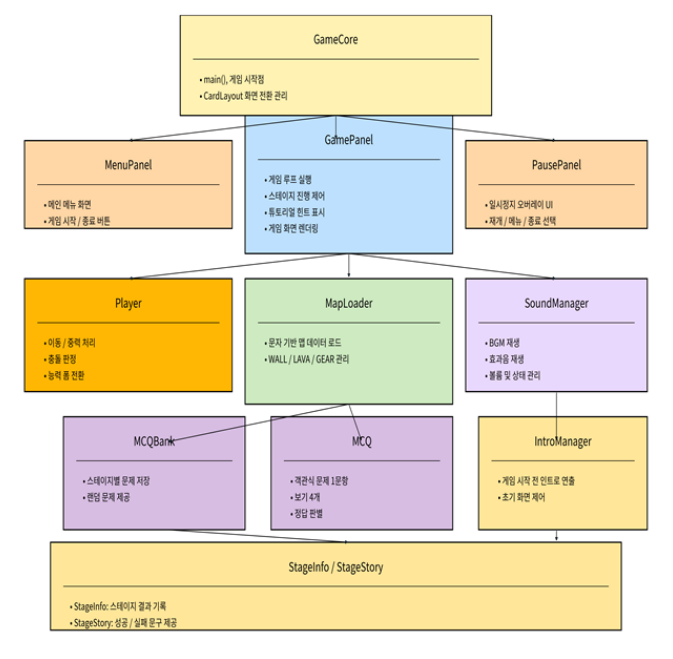 GameCore
• main(), 게임 시작점
• CardLayout 화면 전환 관리
MenuPanel
• 메인 메뉴 화면
• 게임 시작 / 종료 버튼
GamePanel
• 게임 루프 실행
• 스테이지 진행 제어
• 튜토리얼 힌트 표시
• 게임 화면 렌더링
PausePanel
• 일시정지 오버레이 UI
• 재개 / 메뉴 / 종료 선택
Player
• 이동 / 중력 처리
• 충돌 판정
• 능력 폼 전환
MapLoader
• 문자 기반 맵 데이터 로드
• WALL / LAVA / GEAR 관리
SoundManager
• BGM 재생
• 효과음 재생
• 볼륨 및 상태 관리
MCQBank
• 스테이지별 문제 저장
• 랜덤 문제 제공
MCQ
• 객관식 문제 1문항
• 보기 4개
• 정답 판별
IntroManager
• 게임 시작 전 인트로 연출
• 초기 화면 제어
StageInfo / StageStory
• StageInfo: 스테이지 결과 기록
• StageStory: 성공 / 실패 문구 제공